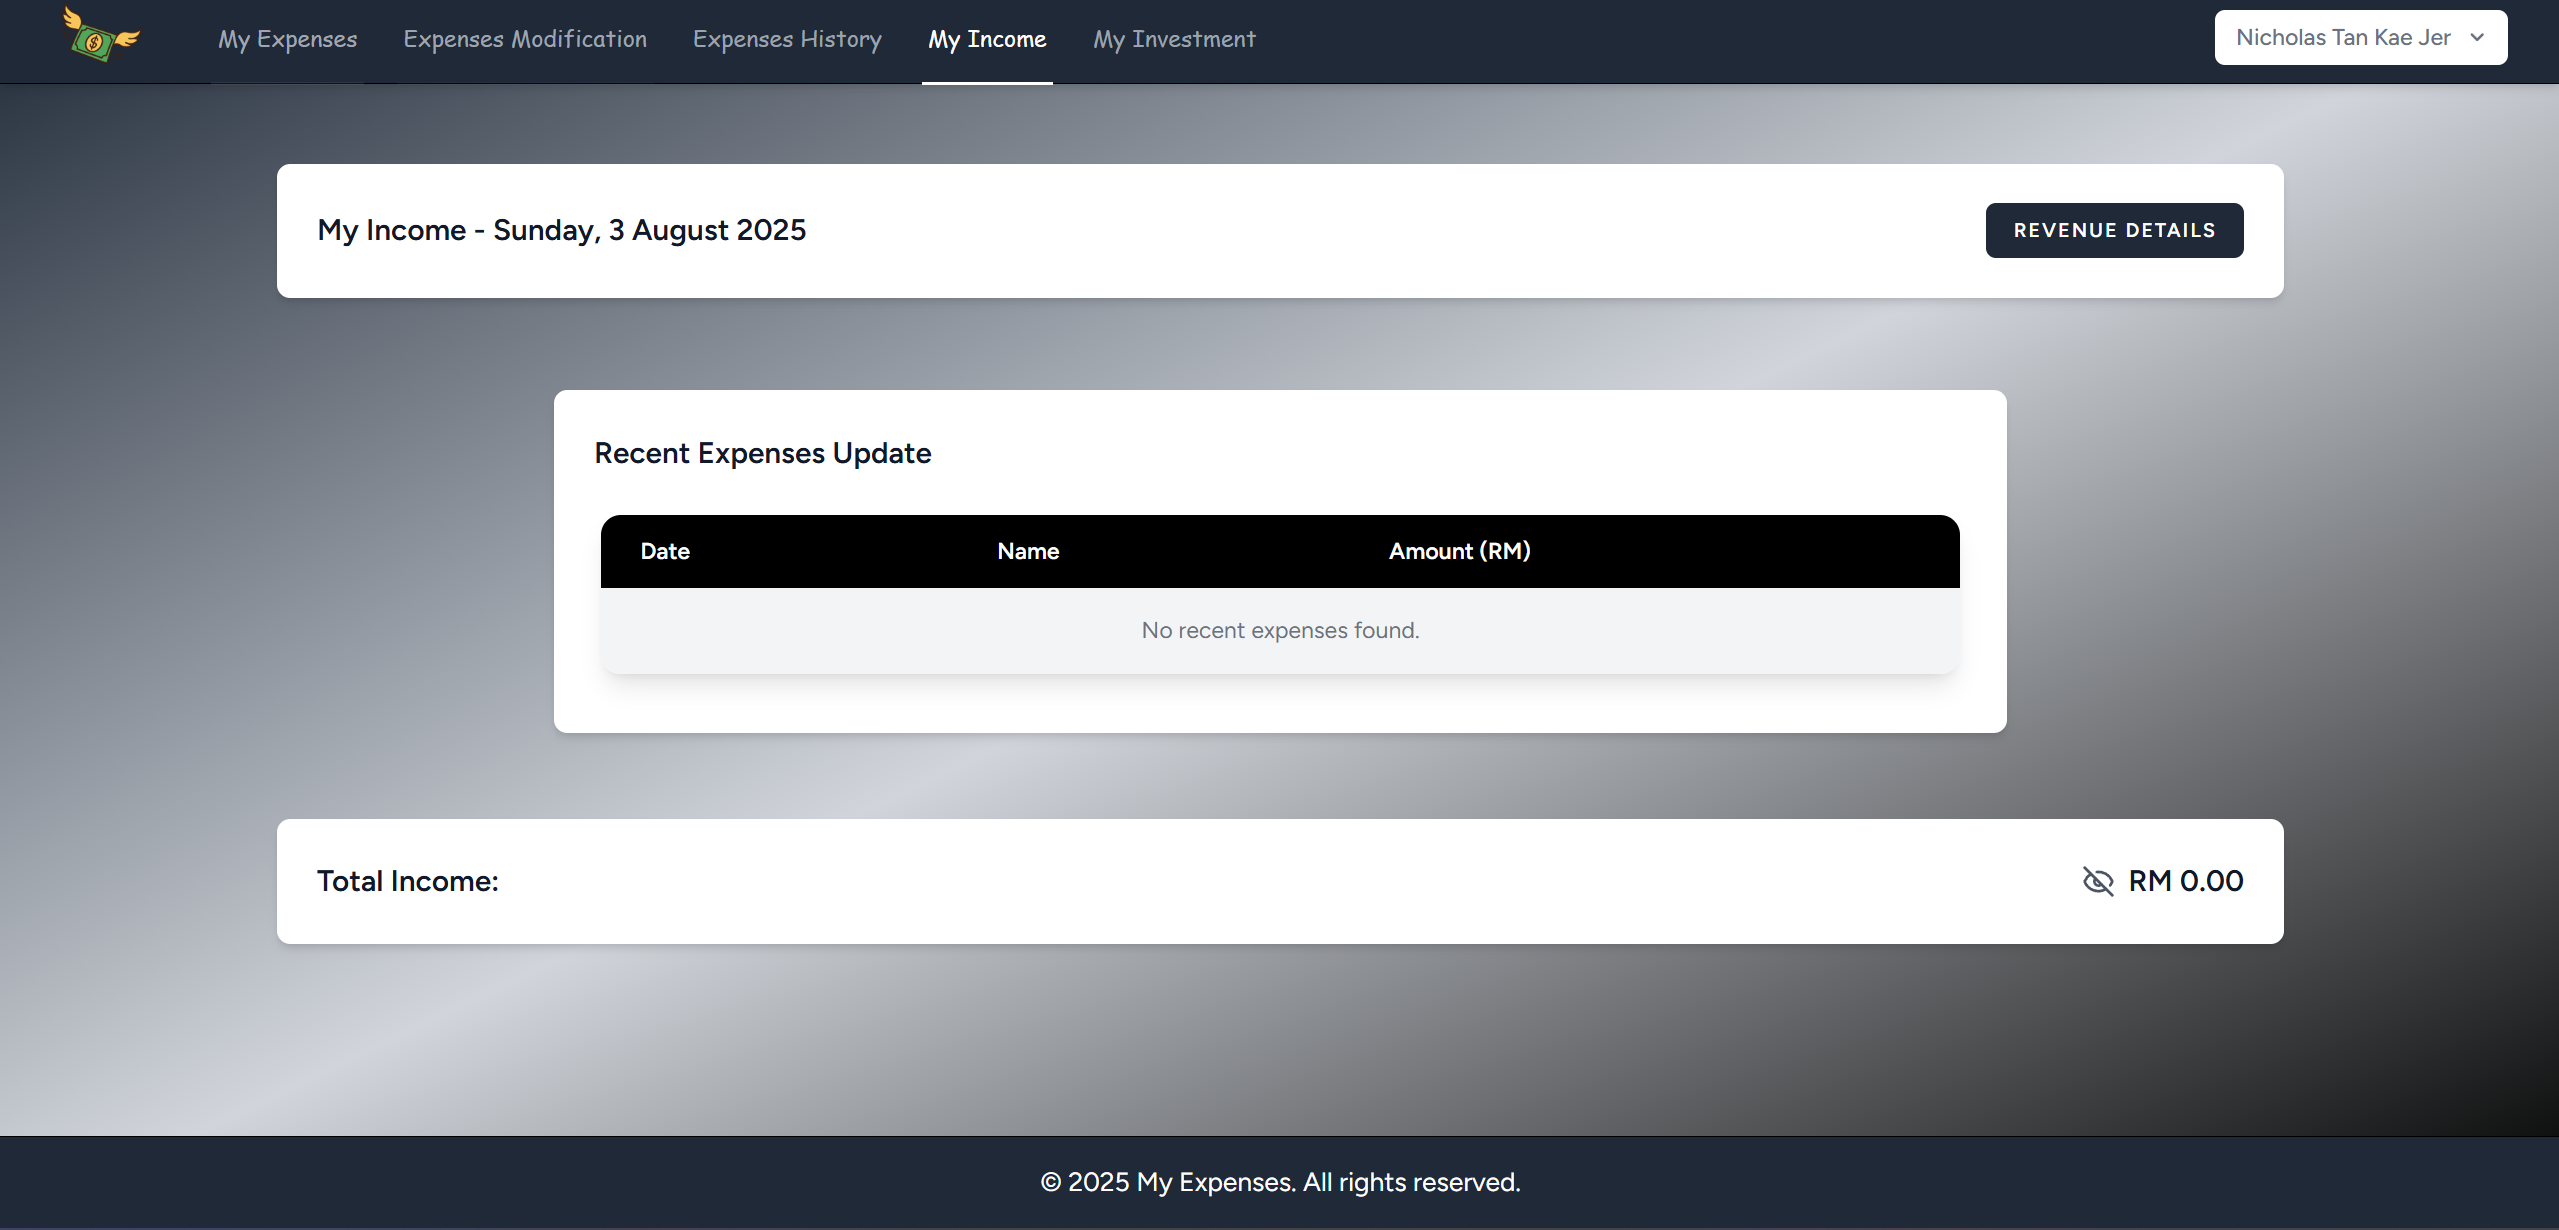 My Expenses Expenses Modification Expenses History My Income My Investment Nicholas Tan Kae Jer
My Income - Sunday, 3 August 2025 REVENUE DETAILS
Recent Expenses Update
Date Name Amount (RM)
No recent expenses found.
Total Income: RM 0.00
© 2025 My Expenses. All rights reserved.